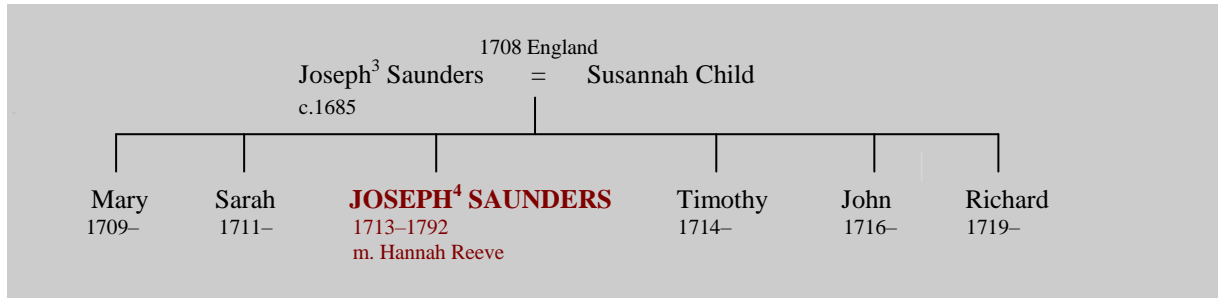 1708 England
Joseph³ Saunders = Susannah Child
c.1685
Mary Sarah JOSEPH⁴ SAUNDERS Timothy John Richard
1709– 1711– 1713–1792 1714– 1716– 1719–
m. Hannah Reeve